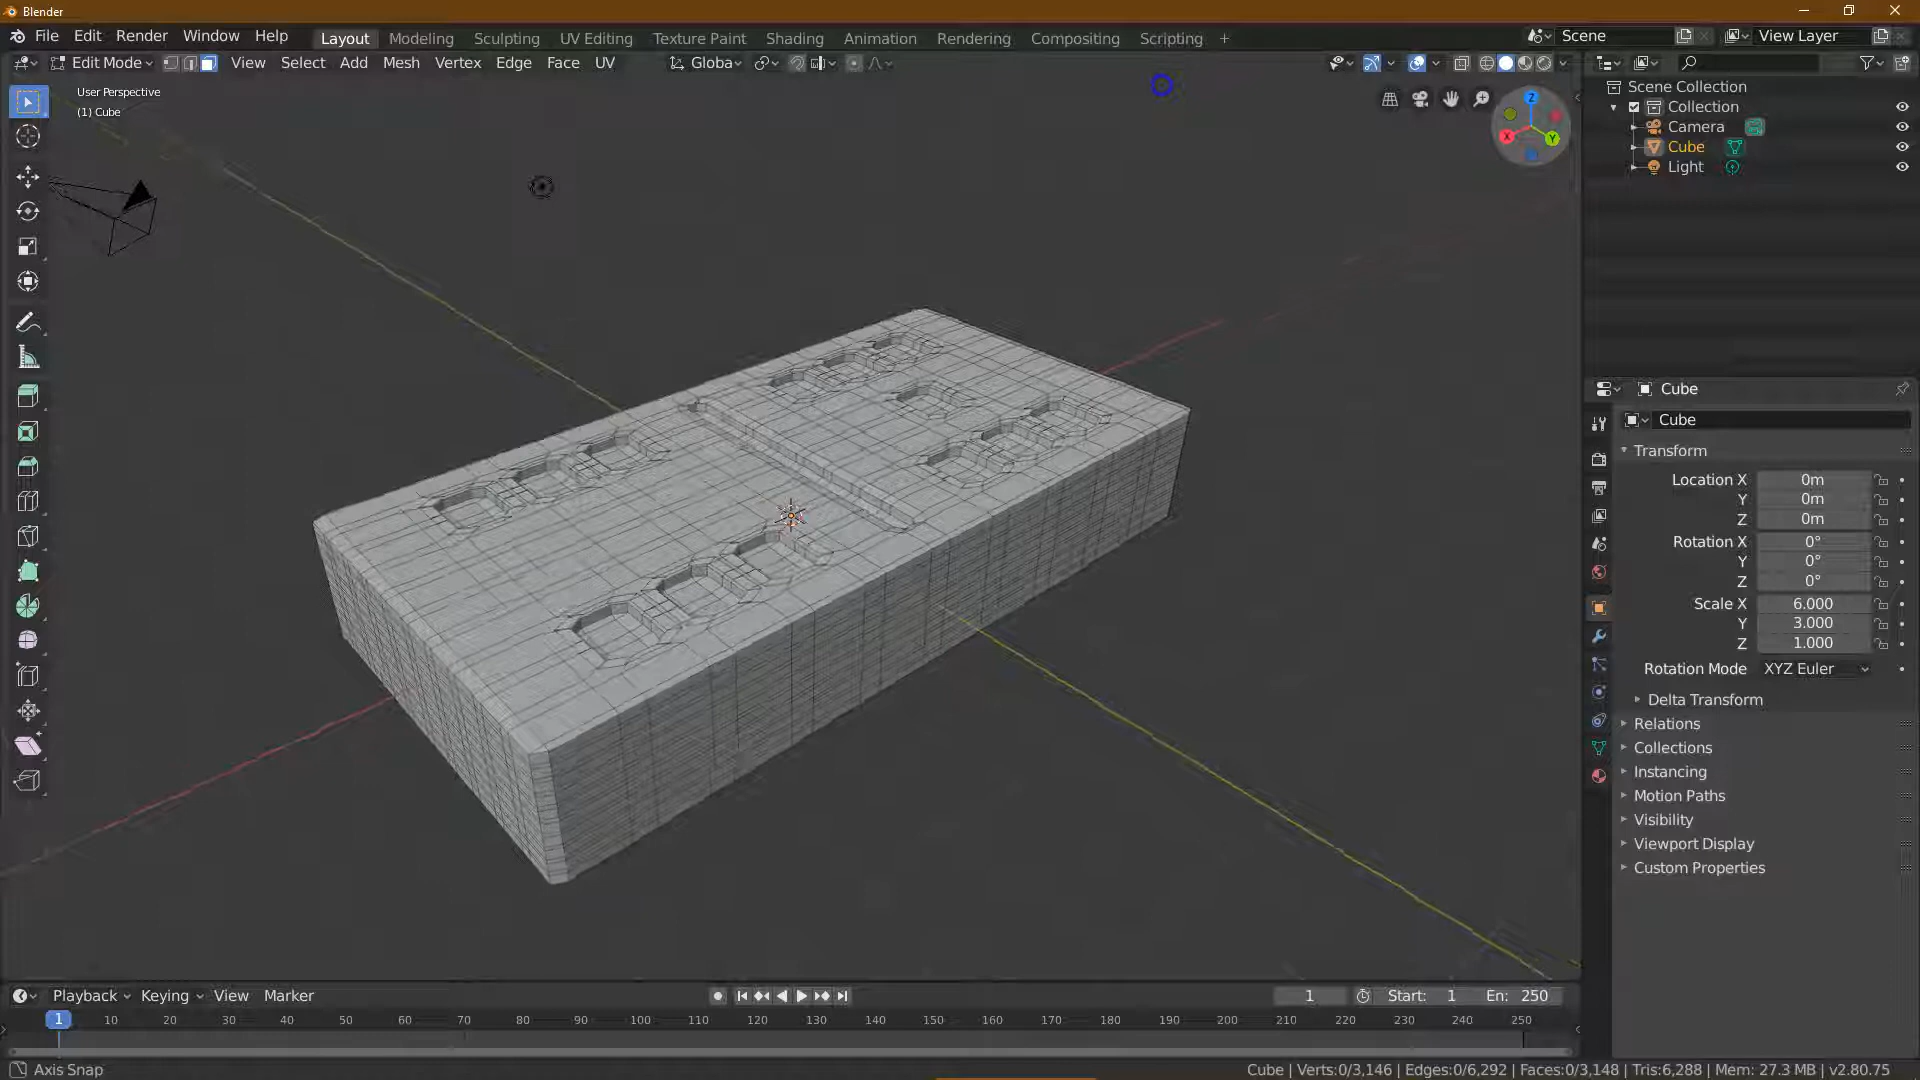 Blender
File Edit Render Window Help Layout Modeling Sculpting UV Editing Texture Paint Shading Animation Rendering Compositing Scripting + Scene View Layer
Edit Mode View Select Add Mesh Vertex Edge Face UV Globa
User Perspective
(1) Cube
Z
X
Y
Scene Collection
Collection
Camera
Cube
Light
Cube
Cube
Transform
Location X 0m
Y 0m
Z 0m
Rotation X 0°
Y 0°
Z 0°
Scale X 6.000
Y 3.000
Z 1.000
Rotation Mode XYZ Euler
Delta Transform
Relations
Collections
Instancing
Motion Paths
Visibility
Viewport Display
Custom Properties
Playback Keying View Marker 1 Start: 1 En: 250
1 10 20 30 40 50 60 70 80 90 100 110 120 130 140 150 160 170 180 190 200 210 220 230 240 250
Axis Snap
Cube | Verts:0/3,146 | Edges:0/6,292 | Faces:0/3,148 | Tris:6,288 | Mem: 27.3 MB | v2.80.75